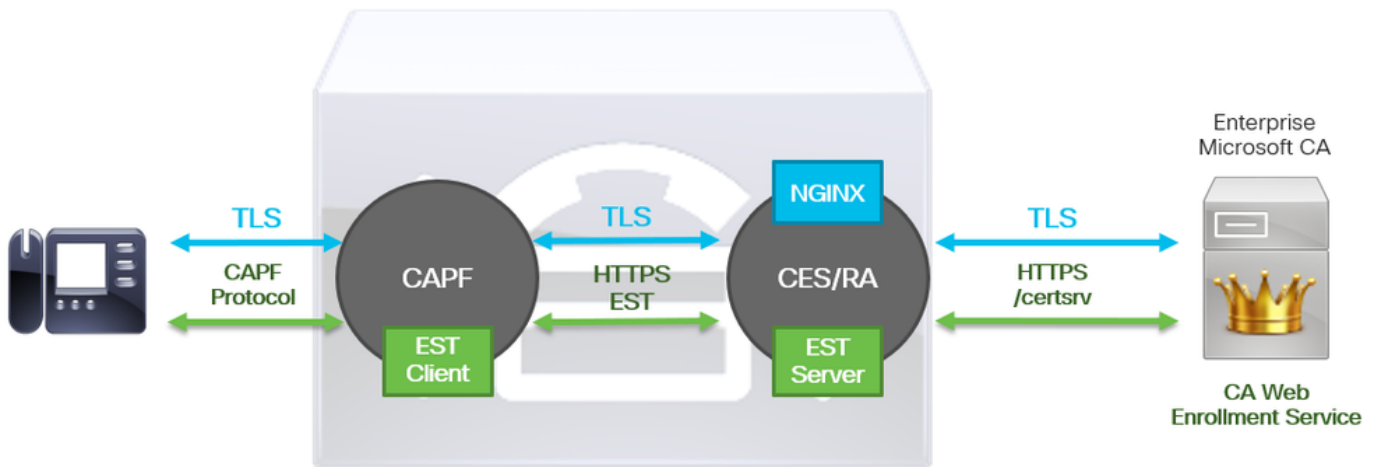 Enterprise
Microsoft CA
NGINX
TLS
TLS
TLS
CAPF
Protocol
CAPF
HTTPS
EST
CES/RA
HTTPS
/certsrv
EST
Client
EST
Server
CA Web
Enrollment Service